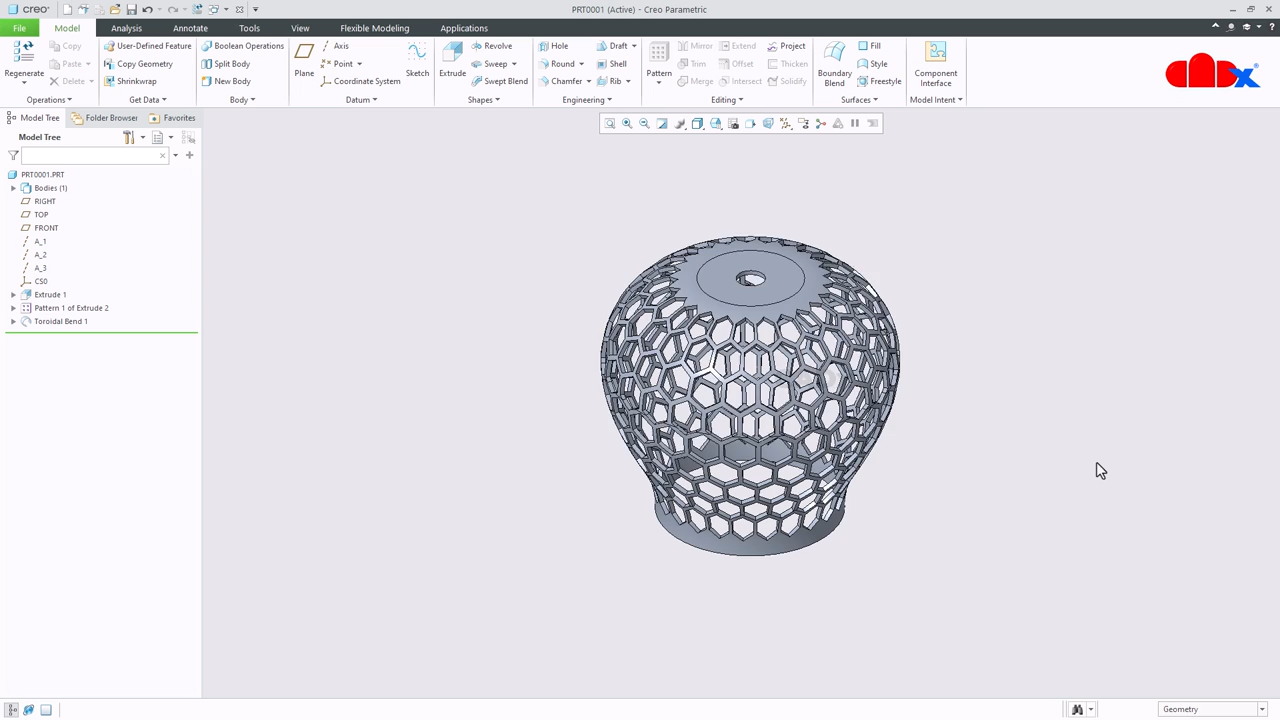 creo
PRT0001 (Active) - Creo Parametric
File Model Analysis Annotate Tools View Flexible Modeling Applications
Regenerate
Copy
Paste
Delete
Operations
User-Defined Feature
Copy Geometry
Shrinkwrap
Get Data
Boolean Operations
Split Body
New Body
Body
Plane
Axis
Point
Coordinate System
Sketch
Datum
Extrude
Revolve
Sweep
Swept Blend
Shapes
Hole
Round
Chamfer
Draft
Shell
Rib
Engineering
Pattern
Mirror
Trim
Merge
Extend
Offset
Intersect
Project
Thicken
Solidify
Editing
Boundary
Blend
Fill
Style
Freestyle
Surfaces
Component
Interface
Model Intent
CADX
Model Tree Folder Browser Favorites
Model Tree
PRT0001.PRT
Bodies (1)
RIGHT
TOP
FRONT
A_1
A_2
A_3
CS0
Extrude 1
Pattern 1 of Extrude 2
Toroidal Bend 1
Geometry